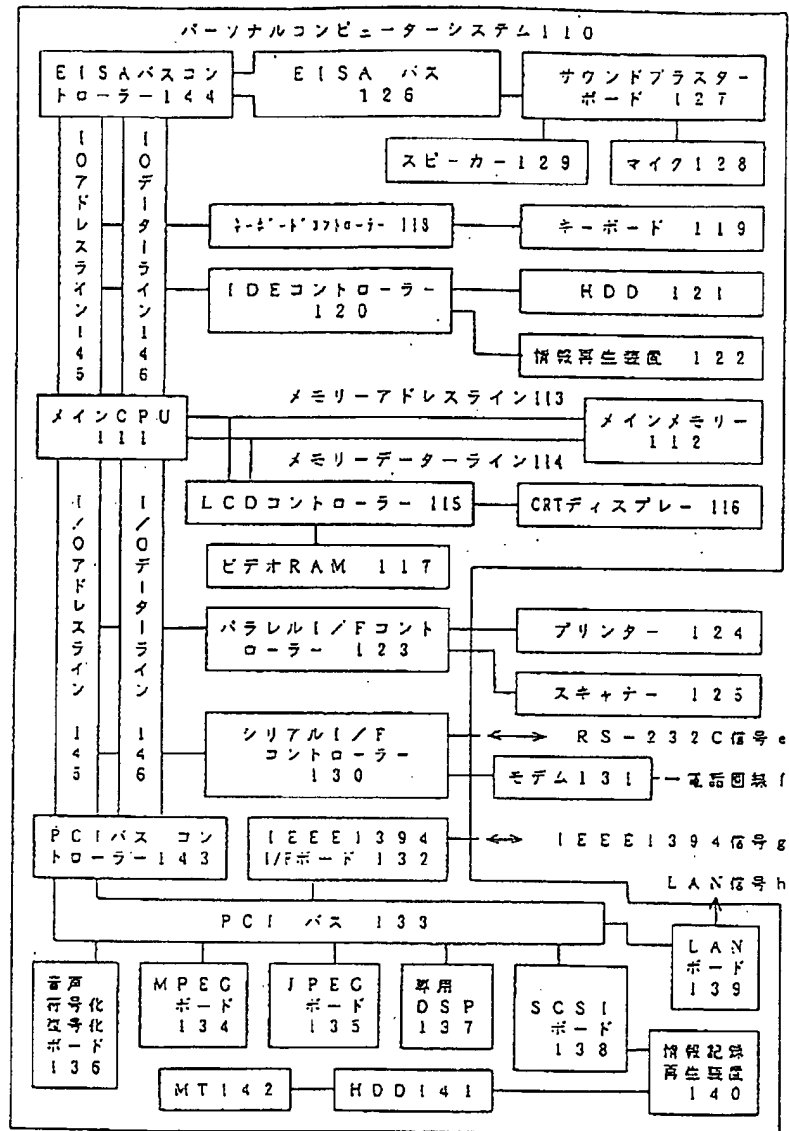 パーソナルコンピューターシステム110
EISAバスコン
トローラー144
EISA バス
126
サウンドブラスター
ボード 127
スピーカー129
マイク128
IOアドレスライン145
IOデーターライン146
キーボードコントローラー 118
キーボード 119
IDEコントローラー
120
HDD 121
情報再生装置 122
メモリーアドレスライン113
メインCPU
111
メインメモリー
112
メモリーデーターライン114
LCDコントローラー 115
CRTディスプレー 116
ビデオRAM 117
I/Oアドレスライン 145
I/Oデーターライン 146
パラレルI/Fコント
ローラー 123
プリンター 124
スキャナー 125
シリアルI/F
コントローラー
130
RS-232C信号e
モデム131
電話回線f
PCIバス コン
トローラー143
IEEE1394
I/Fボード 132
IEEE1394信号g
LAN信号h
PCI バス 133
LAN
ボード
139
音声
符号化
復号化
ボード
136
MPEG
ボード
134
JPEG
ボード
135
専用
DSP
137
SCSI
ボード
138
情報記録
再生装置
140
MT142
HDD141